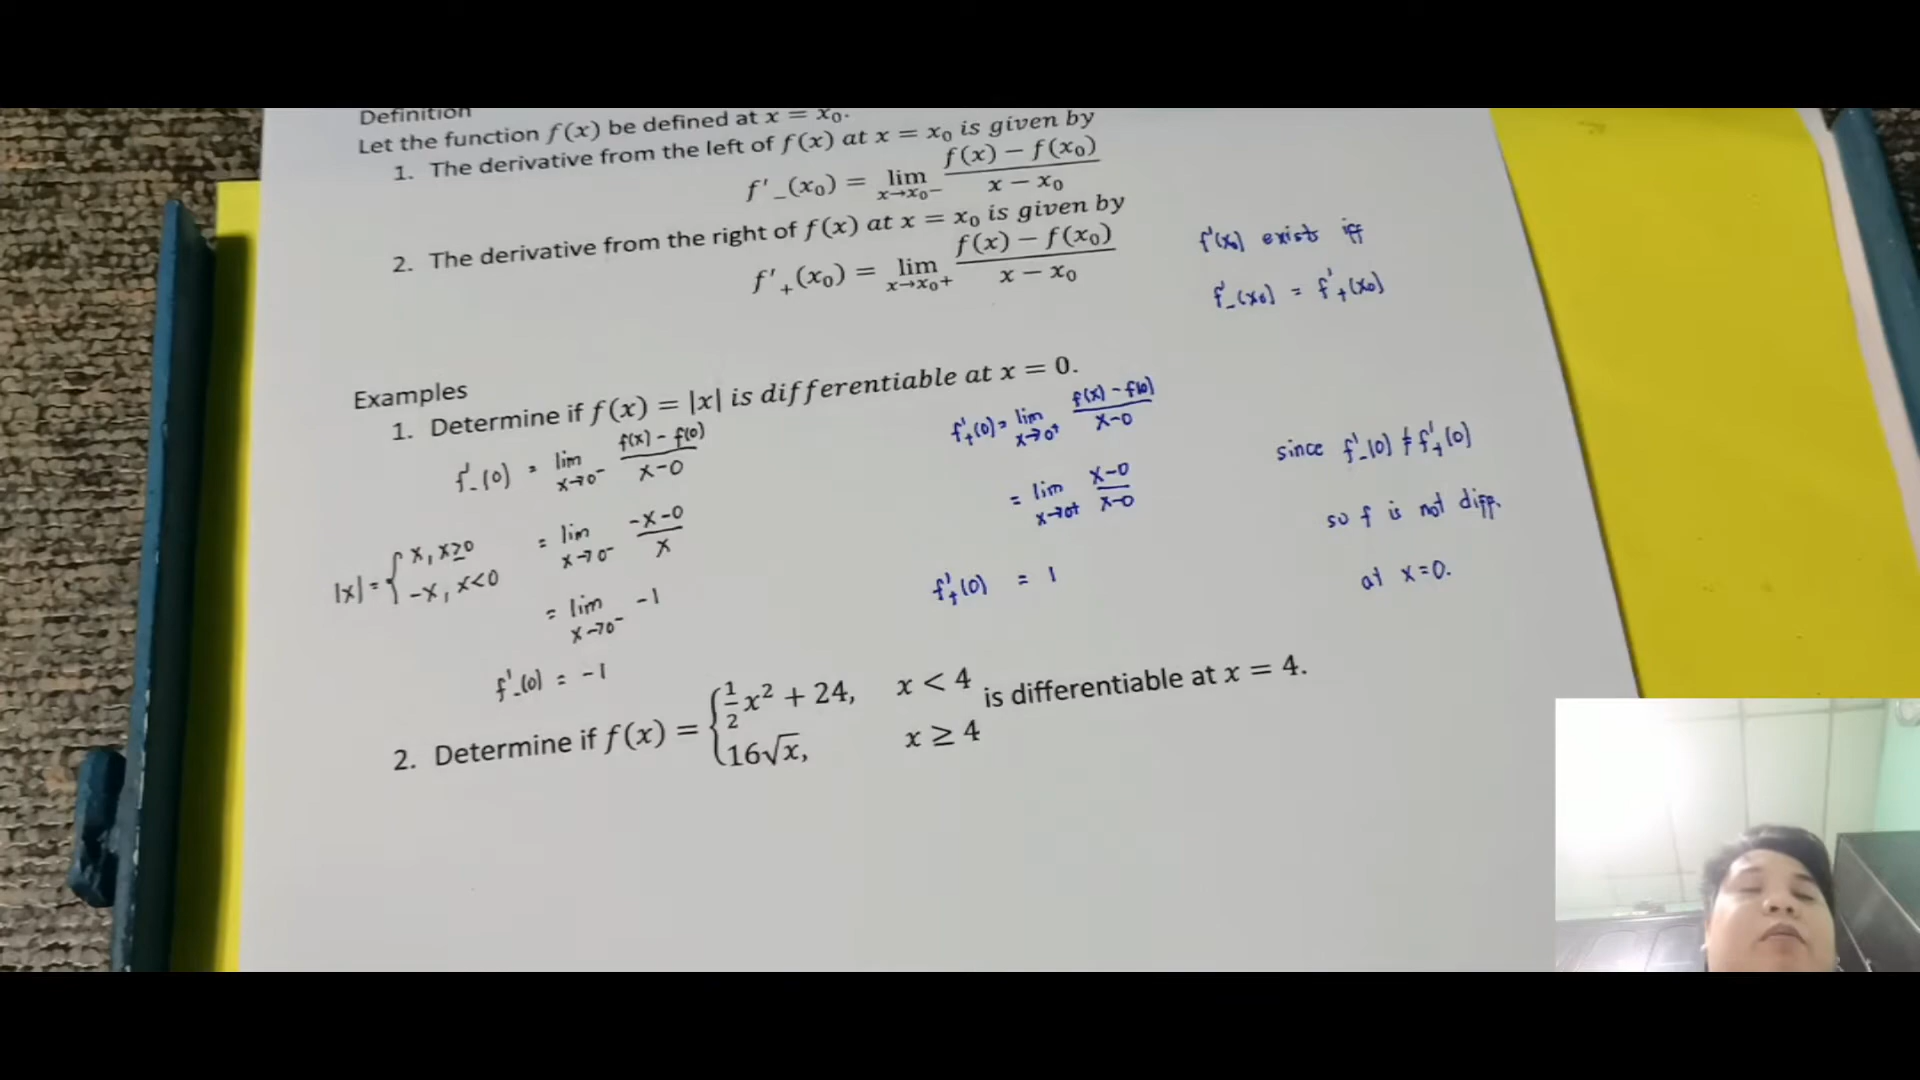 Definition
Let the function f(x) be defined at x = x₀.
1. The derivative from the left of f(x) at x = x₀ is given by
f'₋(x₀) = lim x→x₀− (f(x) − f(x₀))/(x − x₀)
2. The derivative from the right of f(x) at x = x₀ is given by
f'₊(x₀) = lim x→x₀+ (f(x) − f(x₀))/(x − x₀)
f'(x₀) exists iff
f'₋(x₀) = f'₊(x₀)
Examples
1. Determine if f(x) = |x| is differentiable at x = 0.
f'₋(0) = lim x→0⁻ (f(x) − f(0))/(x−0)
= lim x→0⁻ (−x−0)/x
|x| = { x, x≥0
−x, x<0
= lim x→0⁻ −1
f'₋(0) = −1
f'₊(0) = lim x→0⁺ (f(x) − f(0))/(x−0)
= lim x→0⁺ (x−0)/(x−0)
f'₊(0) = 1
since f'₋(0) ≠ f'₊(0)
so f is not diff.
at x=0.
2. Determine if f(x) = { ½x² + 24, x < 4 is differentiable at x = 4.
16√x, x ≥ 4